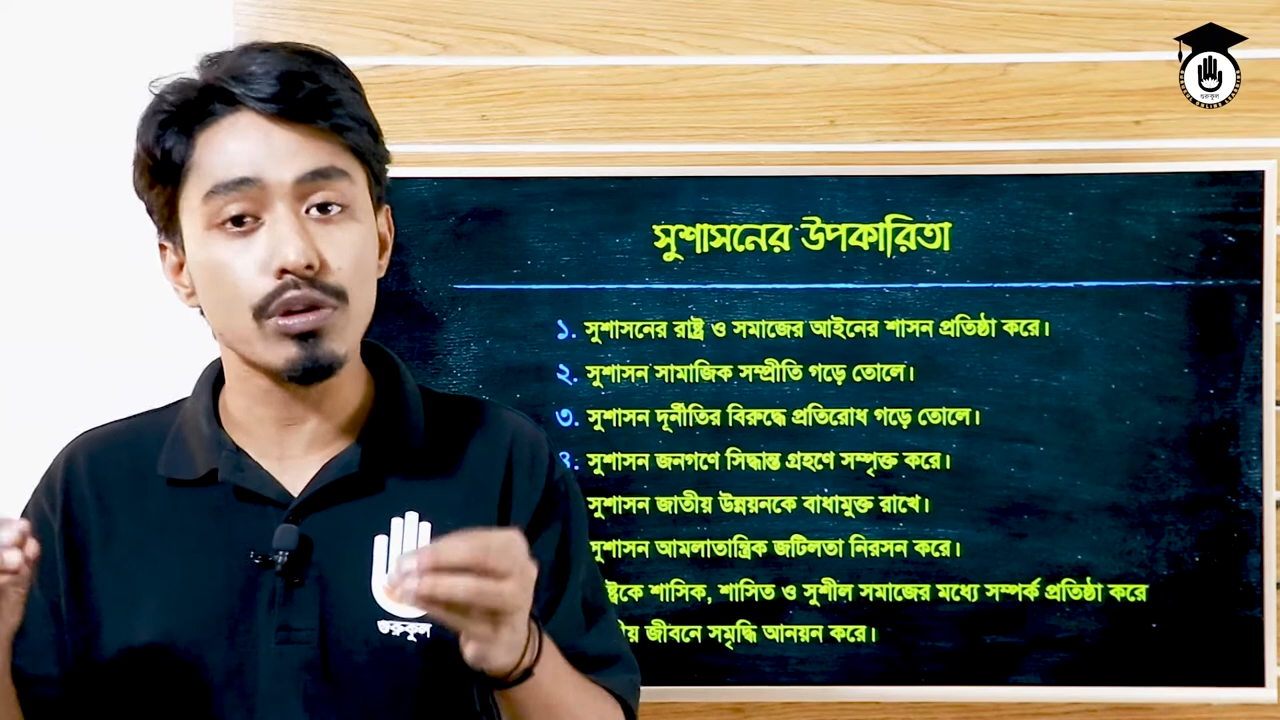 গুরুকুল
সুশাসনের উপকারিতা
১. সুশাসনের রাষ্ট্র ও সমাজের আইনের শাসন প্রতিষ্ঠা করে।
২. সুশাসন সামাজিক সম্প্রীতি গড়ে তোলে।
৩. সুশাসন দূর্নীতির বিরুদ্ধে প্রতিরোধ গড়ে তোলে।
৪. সুশাসন জনগণে সিদ্ধান্ত গ্রহণে সম্পৃক্ত করে।
সুশাসন জাতীয় উন্নয়নকে বাধামুক্ত রাখে।
সুশাসন আমলাতান্ত্রিক জটিলতা নিরসন করে।
শাসিক, শাসিত ও সুশীল সমাজের মধ্যে সম্পর্ক প্রতিষ্ঠা করে
জীবনে সমৃদ্ধি আনয়ন করে।
গুরুকুল